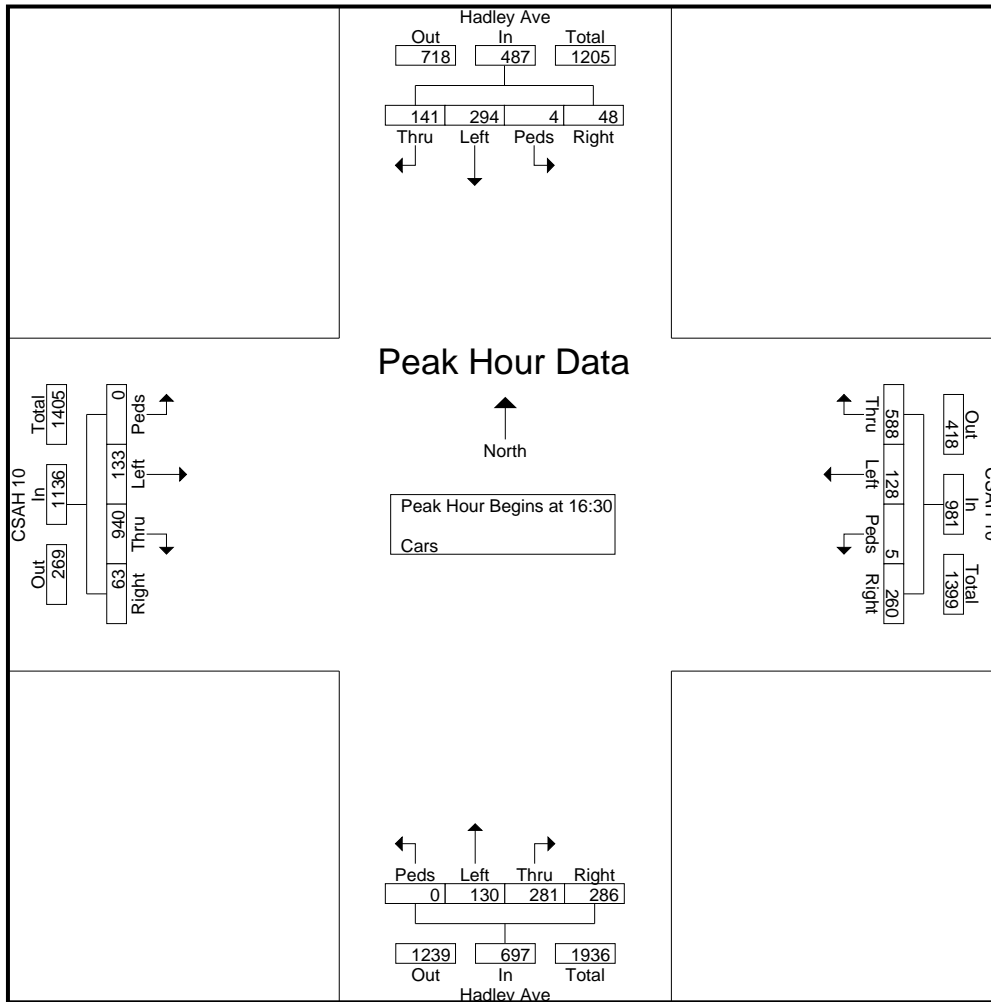 Hadley Ave
Out In Total
718 487 1205
141 294 4 48
Thru Left Peds Right
Peak Hour Data
North
Peak Hour Begins at 16:30
Cars
CSAH 10
Total In Out
1405 1136 269
0 133 940 63
Peds Left Thru Right
CSAH 10
Out In Total
418 981 1399
588 128 5 260
Thru Left Peds Right
Peds Left Thru Right
0 130 281 286
1239 697 1936
Out In Total
Hadley Ave